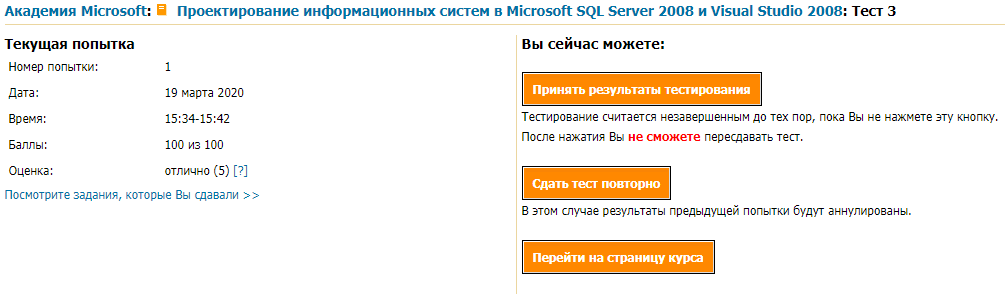 Академия Microsoft: Проектирование информационных систем в Microsoft SQL Server 2008 и Visual Studio 2008: Тест 3
Текущая попытка
Номер попытки: 1
Дата: 19 марта 2020
Время: 15:34-15:42
Баллы: 100 из 100
Оценка: отлично (5) [?]
Посмотрите задания, которые Вы сдавали >>
Вы сейчас можете:
Принять результаты тестирования
Тестирование считается незавершенным до тех пор, пока Вы не нажмете эту кнопку.
После нажатия Вы не сможете пересдавать тест.
Сдать тест повторно
В этом случае результаты предыдущей попытки будут аннулированы.
Перейти на страницу курса